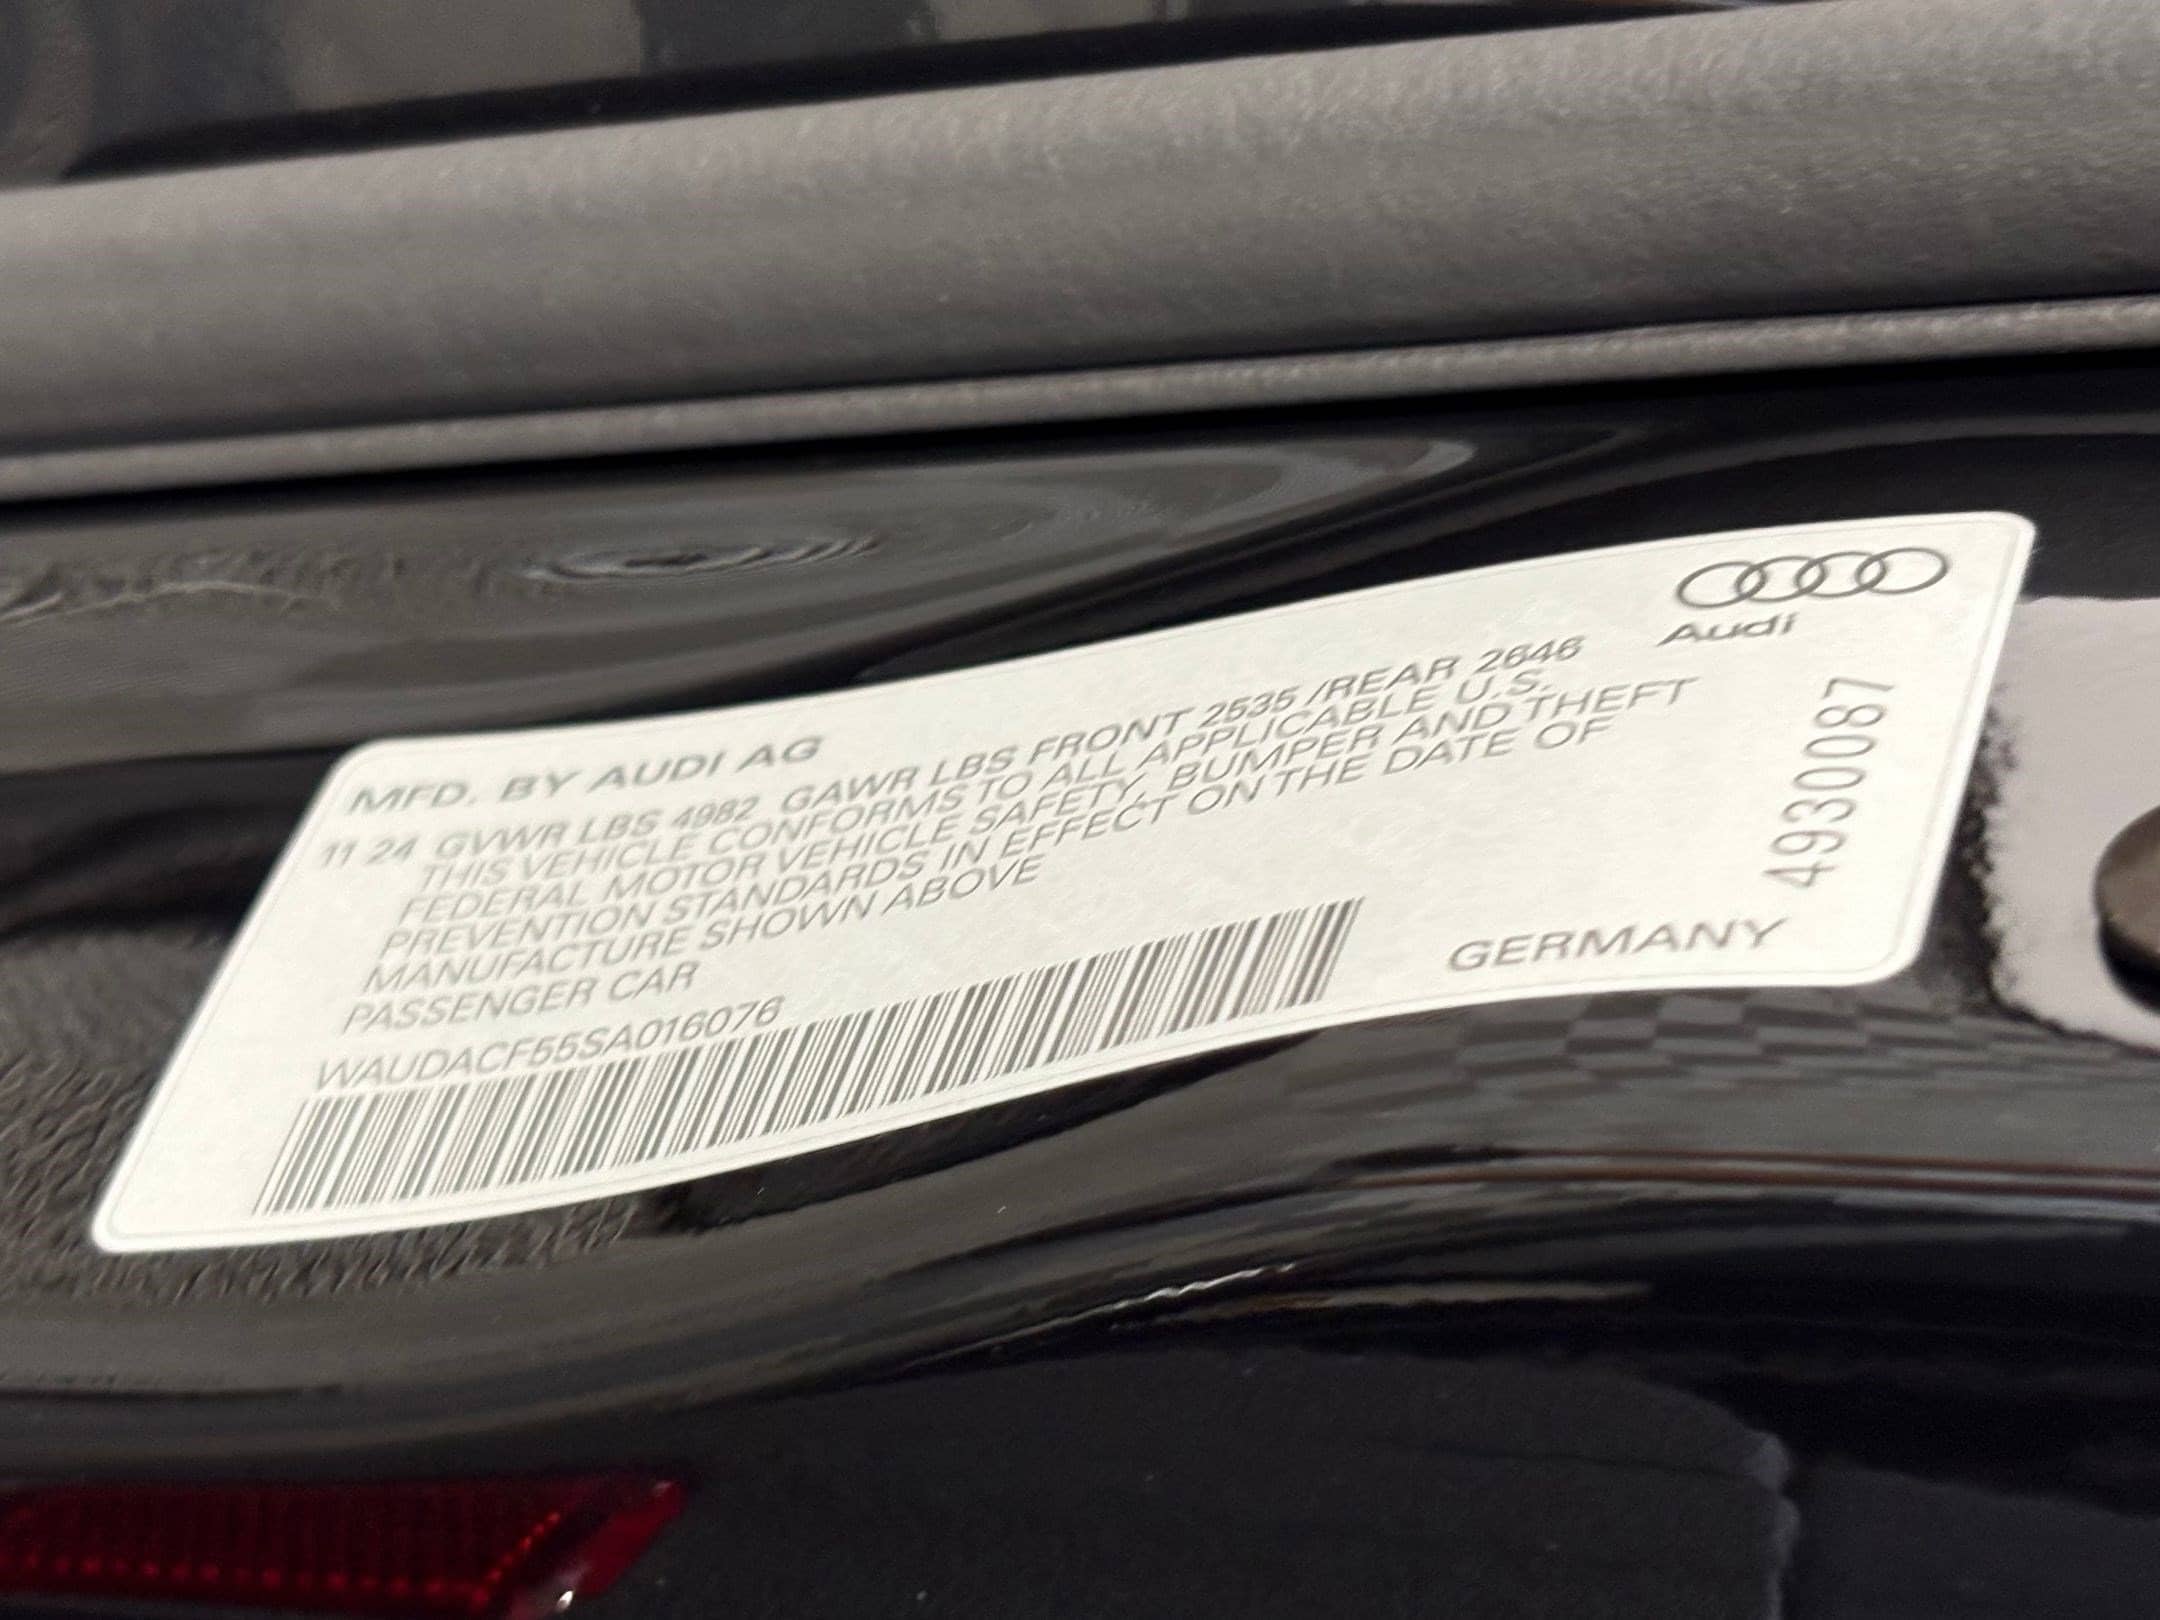 Audi
MFD. BY AUDI AG
11 24 GVWR LBS 4982 GAWR LBS FRONT 2535 /REAR 2646
THIS VEHICLE CONFORMS TO ALL APPLICABLE U.S.
FEDERAL MOTOR VEHICLE SAFETY, BUMPER AND THEFT
PREVENTION STANDARDS IN EFFECT ON THE DATE OF
MANUFACTURE SHOWN ABOVE
PASSENGER CAR
WAUDACF55SA016076
GERMANY
4930087